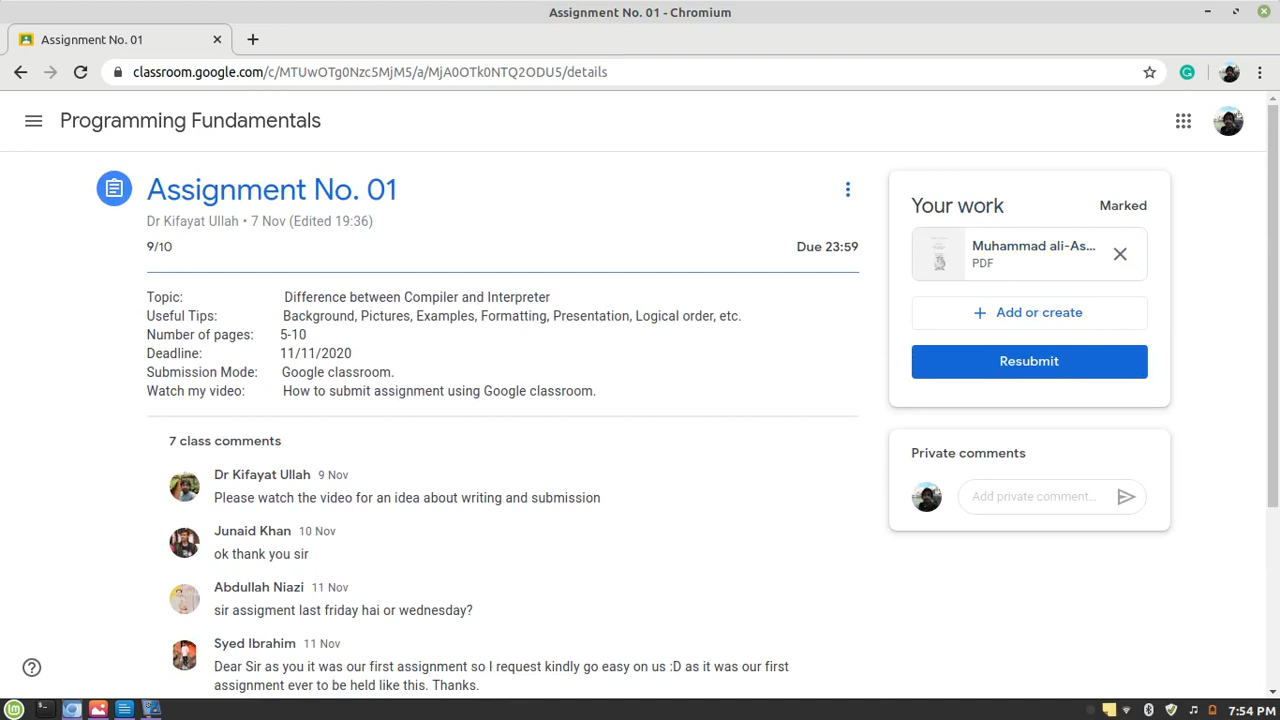 Assignment No. 01 - Chromium
Assignment No. 01
classroom.google.com/c/MTUwOTg0Nzc5MjM5/a/MjA0OTk0NTQ2ODU5/details
Programming Fundamentals
Assignment No. 01
Dr Kifayat Ullah • 7 Nov (Edited 19:36)
9/10
Due 23:59
Topic: Difference between Compiler and Interpreter
Useful Tips: Background, Pictures, Examples, Formatting, Presentation, Logical order, etc.
Number of pages: 5-10
Deadline: 11/11/2020
Submission Mode: Google classroom.
Watch my video: How to submit assignment using Google classroom.
7 class comments
Dr Kifayat Ullah 9 Nov
Please watch the video for an idea about writing and submission
Junaid Khan 10 Nov
ok thank you sir
Abdullah Niazi 11 Nov
sir assigment last friday hai or wednesday?
Syed Ibrahim 11 Nov
Dear Sir as you it was our first assignment so I request kindly go easy on us :D as it was our first
assignment ever to be held like this. Thanks.
Your work
Marked
Muhammad ali-As...
PDF
+ Add or create
Resubmit
Private comments
Add private comment...
7:54 PM